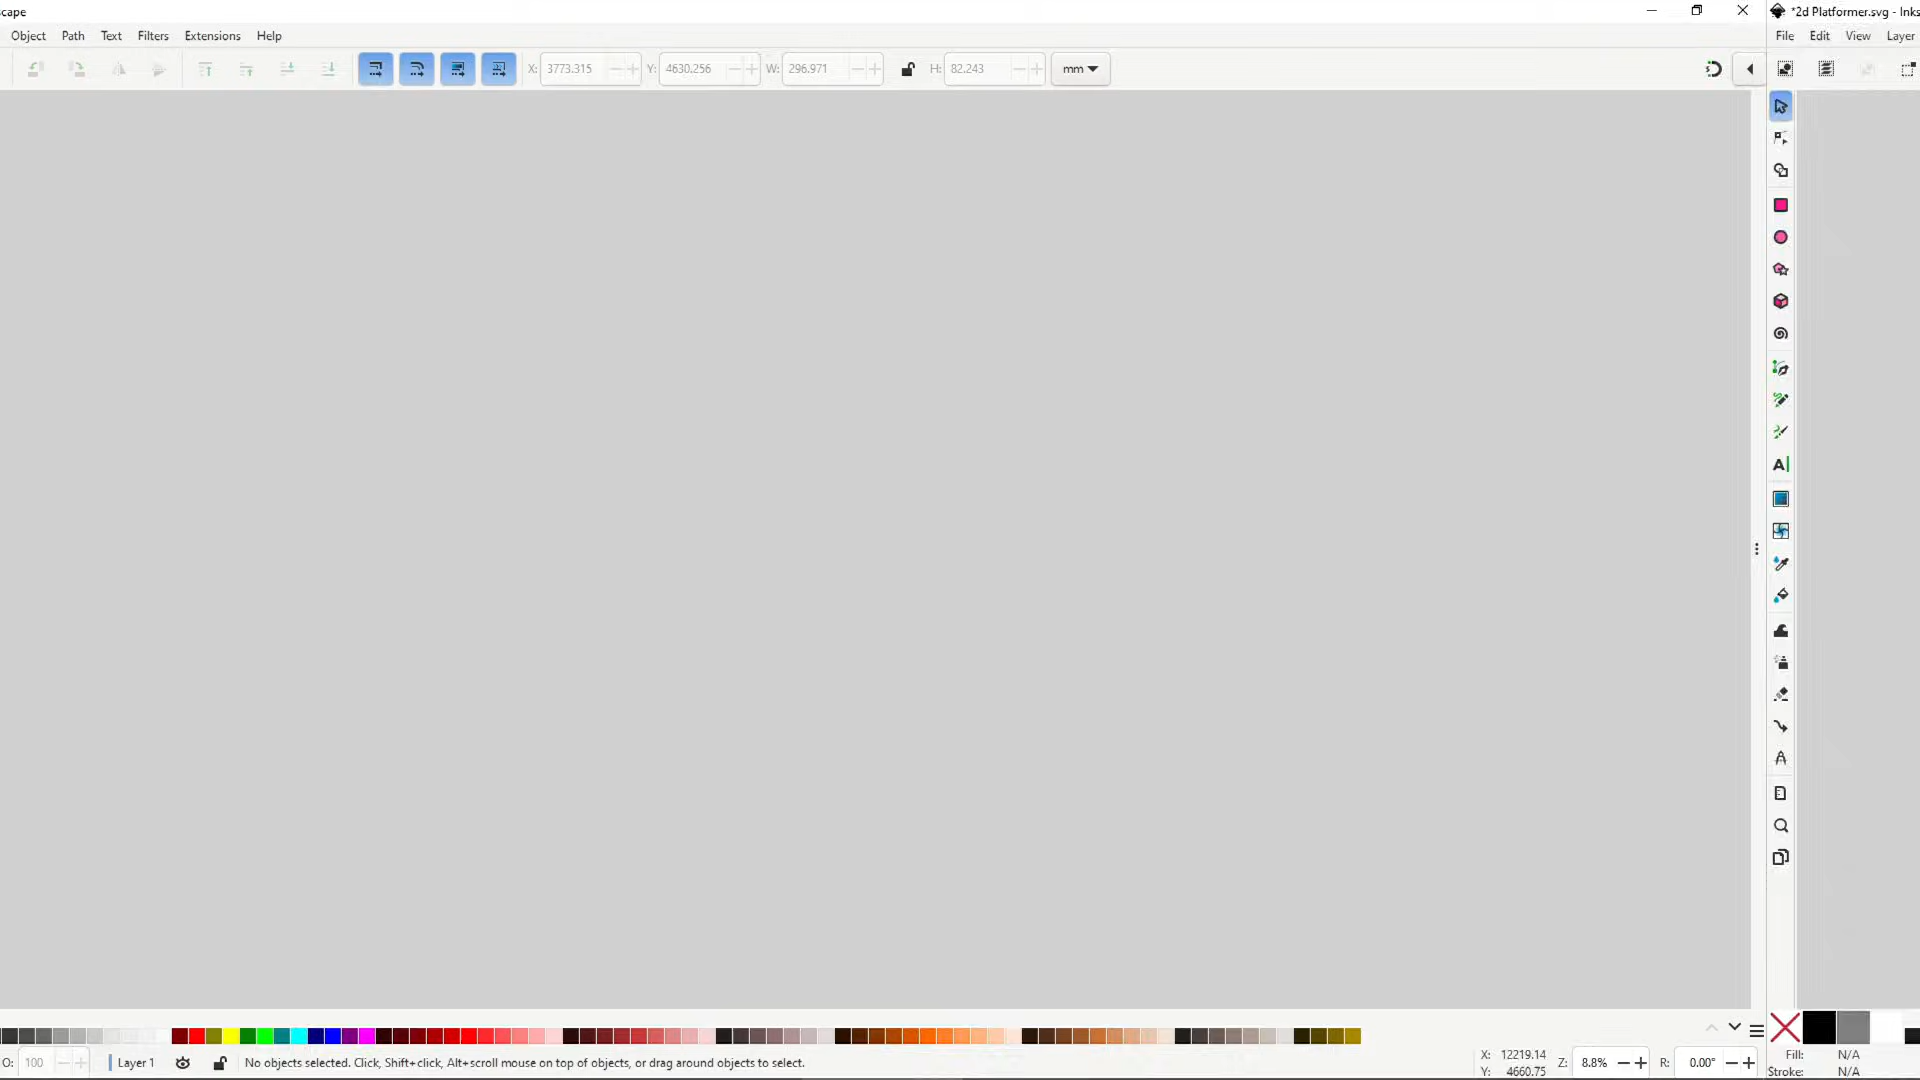 scape
*2d Platformer.svg - Inks
Object Path Text Filters Extensions Help
File Edit View Layer
X: 3773.315 Y: 4630.256 W: 296.971 H: 82.243 mm
O: 100 Layer 1 No objects selected. Click, Shift+click, Alt+scroll mouse on top of objects, or drag around objects to select.
X: 12219.14
Y: 4660.75
Z: 8.8% R: 0.00°
Fill: N/A
Stroke: N/A